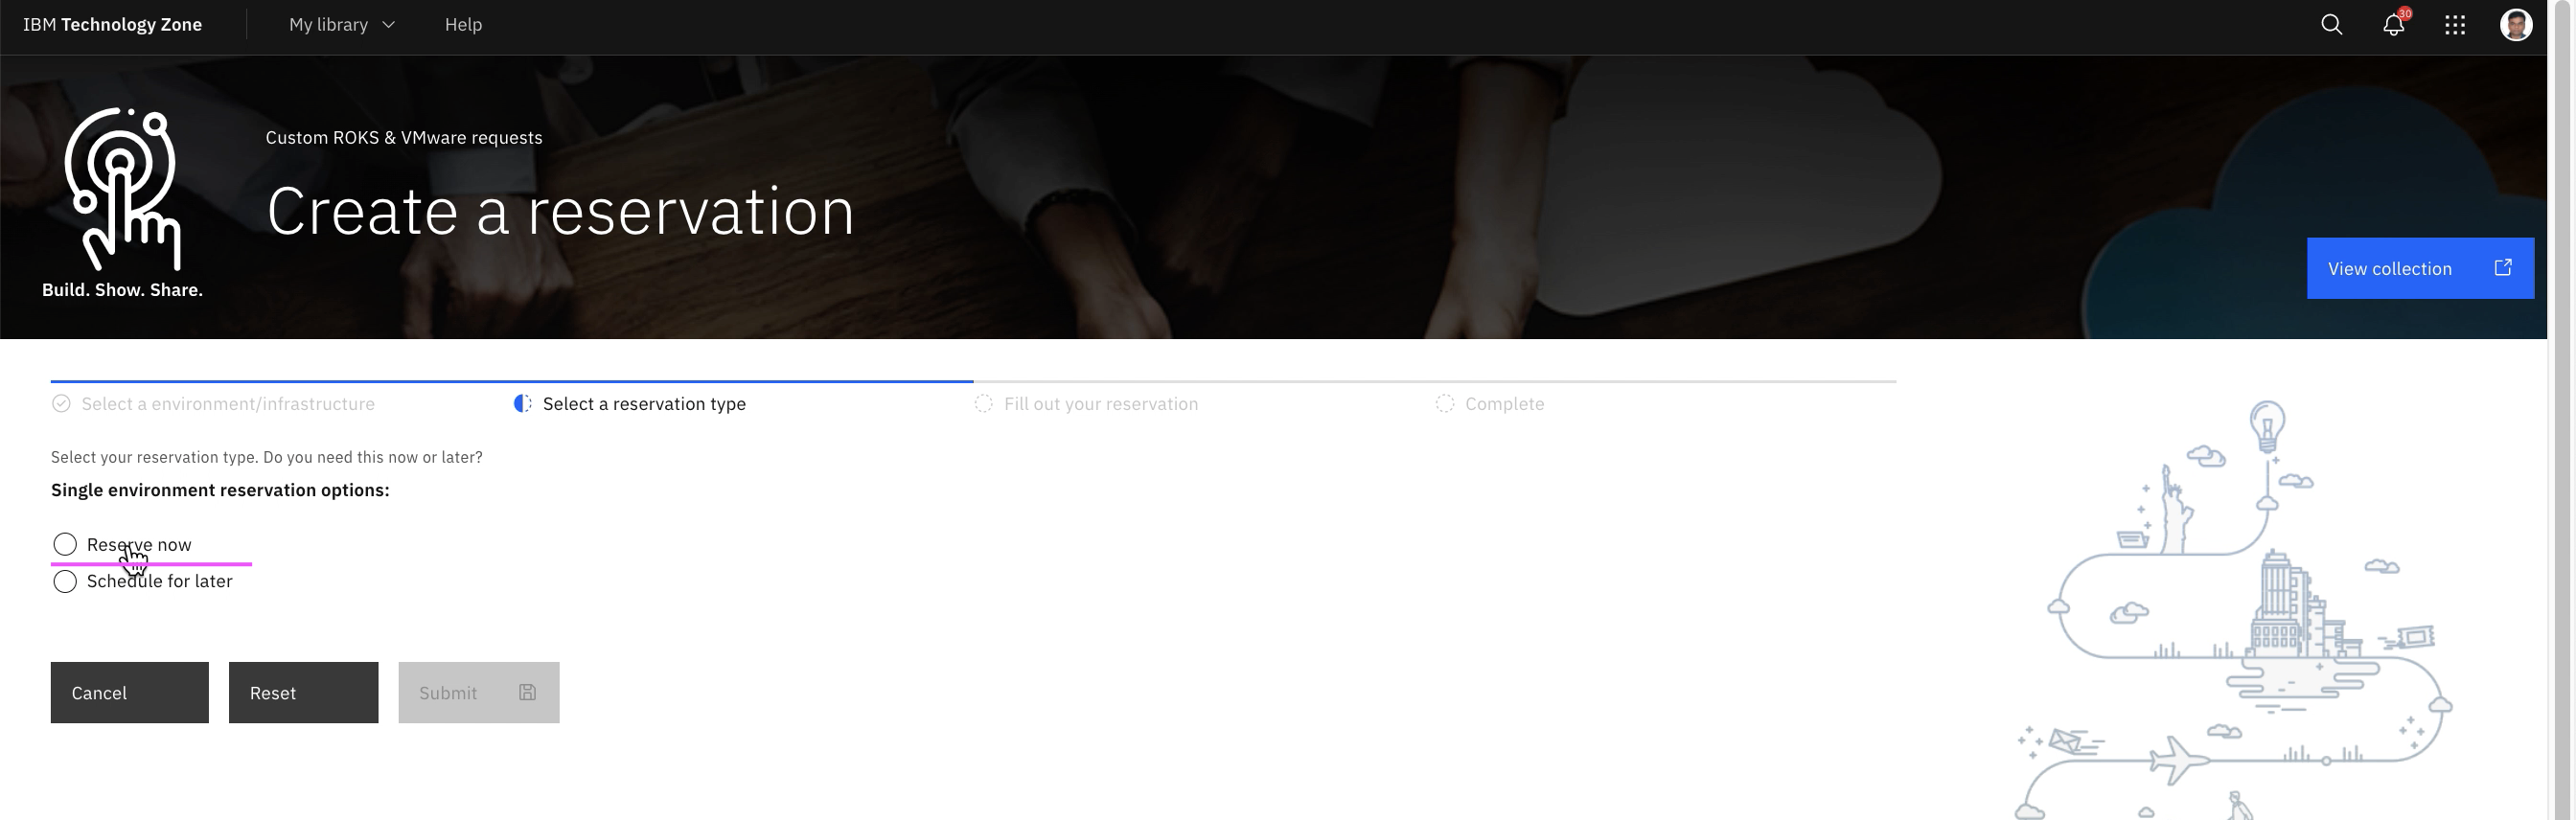 IBM Technology Zone
My library
Help
30
Custom ROKS & VMware requests
Create a reservation
Build. Show. Share.
View collection
Select a environment/infrastructure
Select a reservation type
Fill out your reservation
Complete
Select your reservation type. Do you need this now or later?
Single environment reservation options:
Reserve now
Schedule for later
Cancel
Reset
Submit